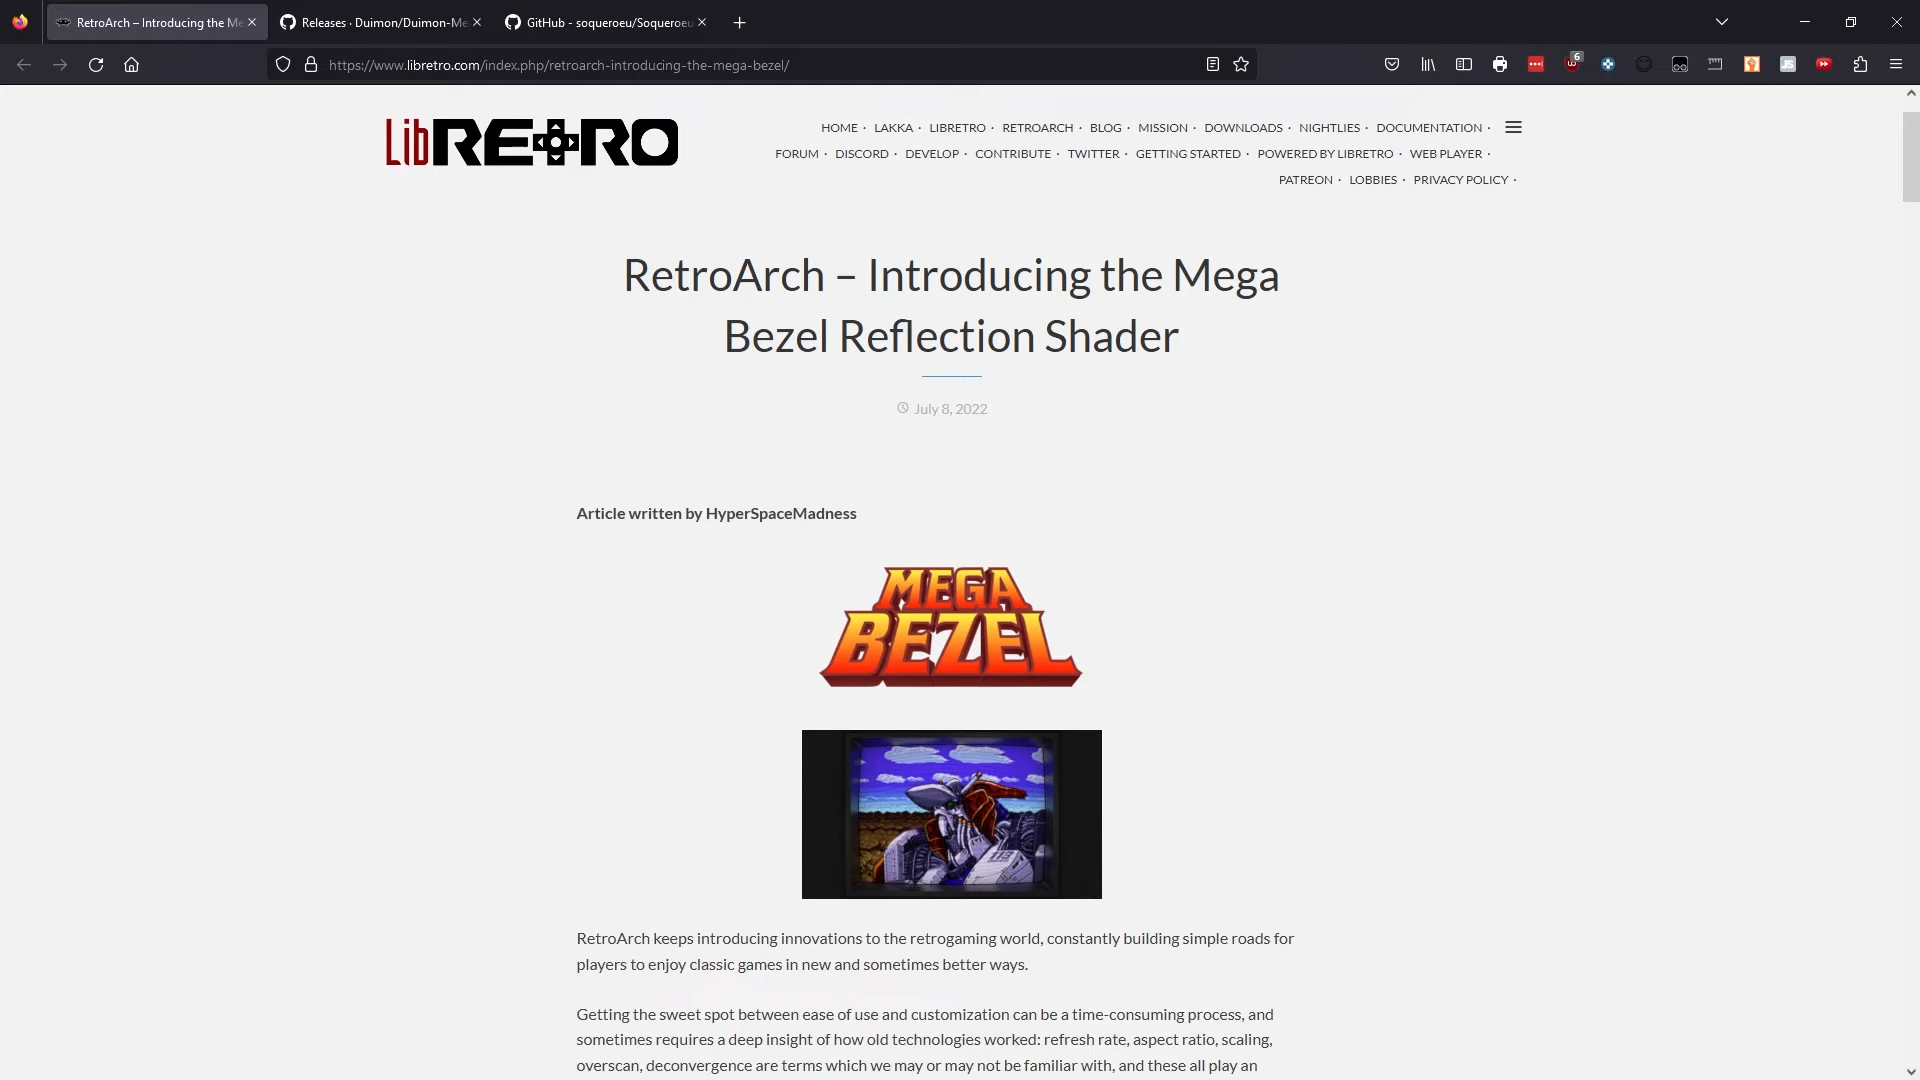 RetroArch – Introducing the Me
Releases · Duimon/Duimon-Me
GitHub - soqueroeu/Soqueroeu
https://www.libretro.com/index.php/retroarch-introducing-the-mega-bezel/
6
JS
LibRETRO
HOME · LAKKA · LIBRETRO · RETROARCH · BLOG · MISSION · DOWNLOADS · NIGHTLIES · DOCUMENTATION ·
FORUM · DISCORD · DEVELOP · CONTRIBUTE · TWITTER · GETTING STARTED · POWERED BY LIBRETRO · WEB PLAYER ·
PATREON · LOBBIES · PRIVACY POLICY ·
RetroArch – Introducing the Mega
Bezel Reflection Shader
July 8, 2022
Article written by HyperSpaceMadness
MEGA
BEZEL
RetroArch keeps introducing innovations to the retrogaming world, constantly building simple roads for
players to enjoy classic games in new and sometimes better ways.
Getting the sweet spot between ease of use and customization can be a time-consuming process, and
sometimes requires a deep insight of how old technologies worked: refresh rate, aspect ratio, scaling,
overscan, deconvergence are terms which we may or may not be familiar with, and these all play an